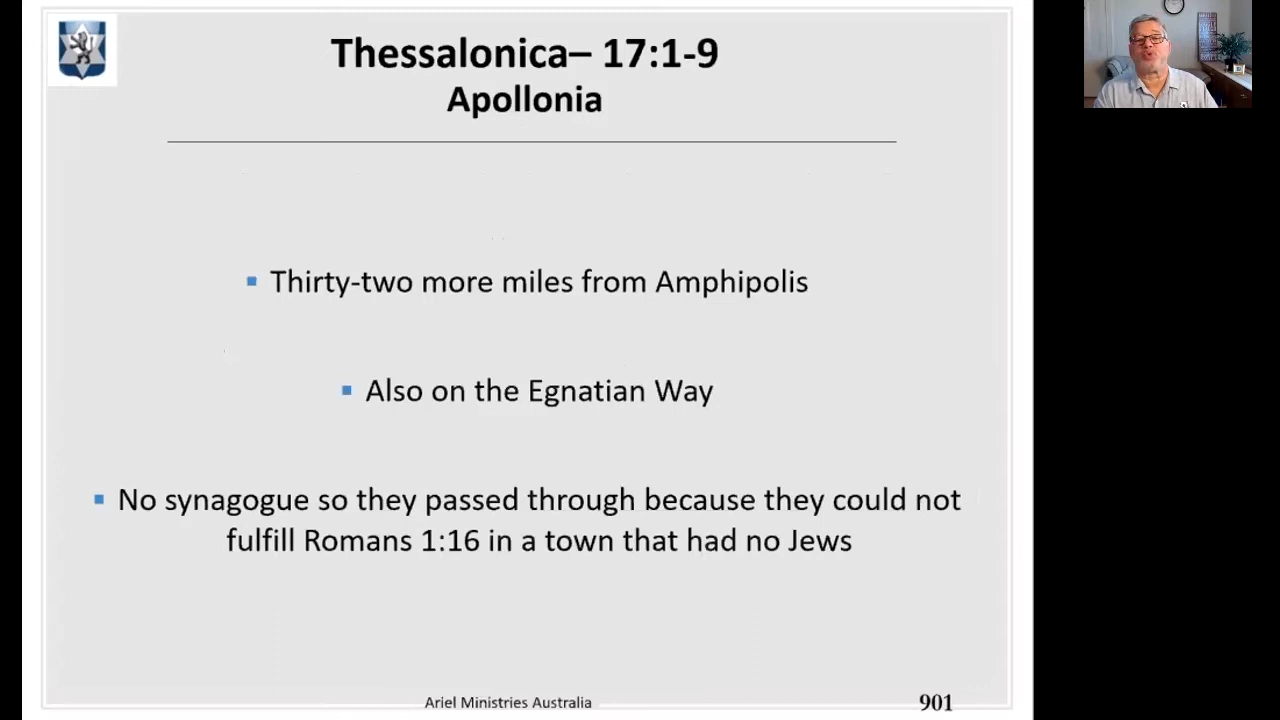 Thessalonica– 17:1-9
Apollonia
Thirty-two more miles from Amphipolis
Also on the Egnatian Way
No synagogue so they passed through because they could not
fulfill Romans 1:16 in a town that had no Jews
Ariel Ministries Australia
901